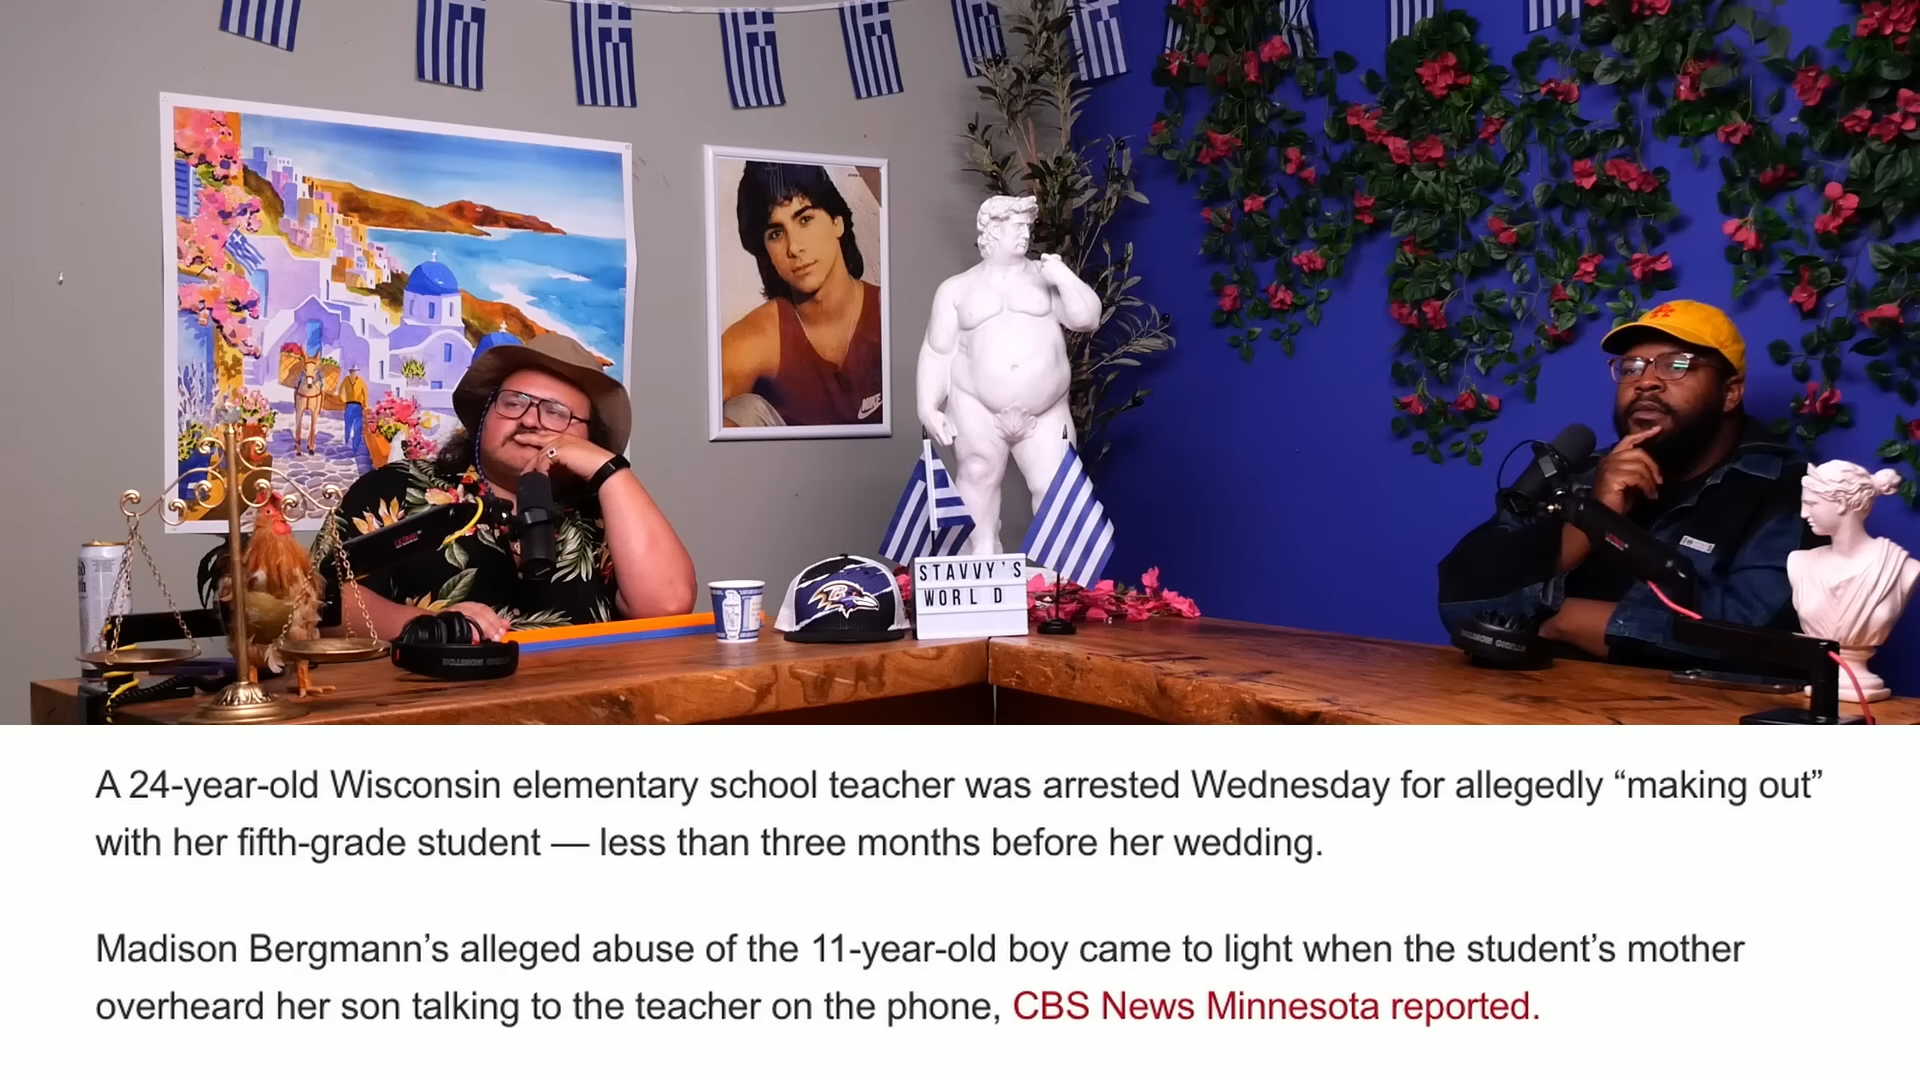 NIKE
STAVVY'S
WORLD
A 24-year-old Wisconsin elementary school teacher was arrested Wednesday for allegedly “making out”
with her fifth-grade student — less than three months before her wedding.
Madison Bergmann’s alleged abuse of the 11-year-old boy came to light when the student’s mother
overheard her son talking to the teacher on the phone, CBS News Minnesota reported.